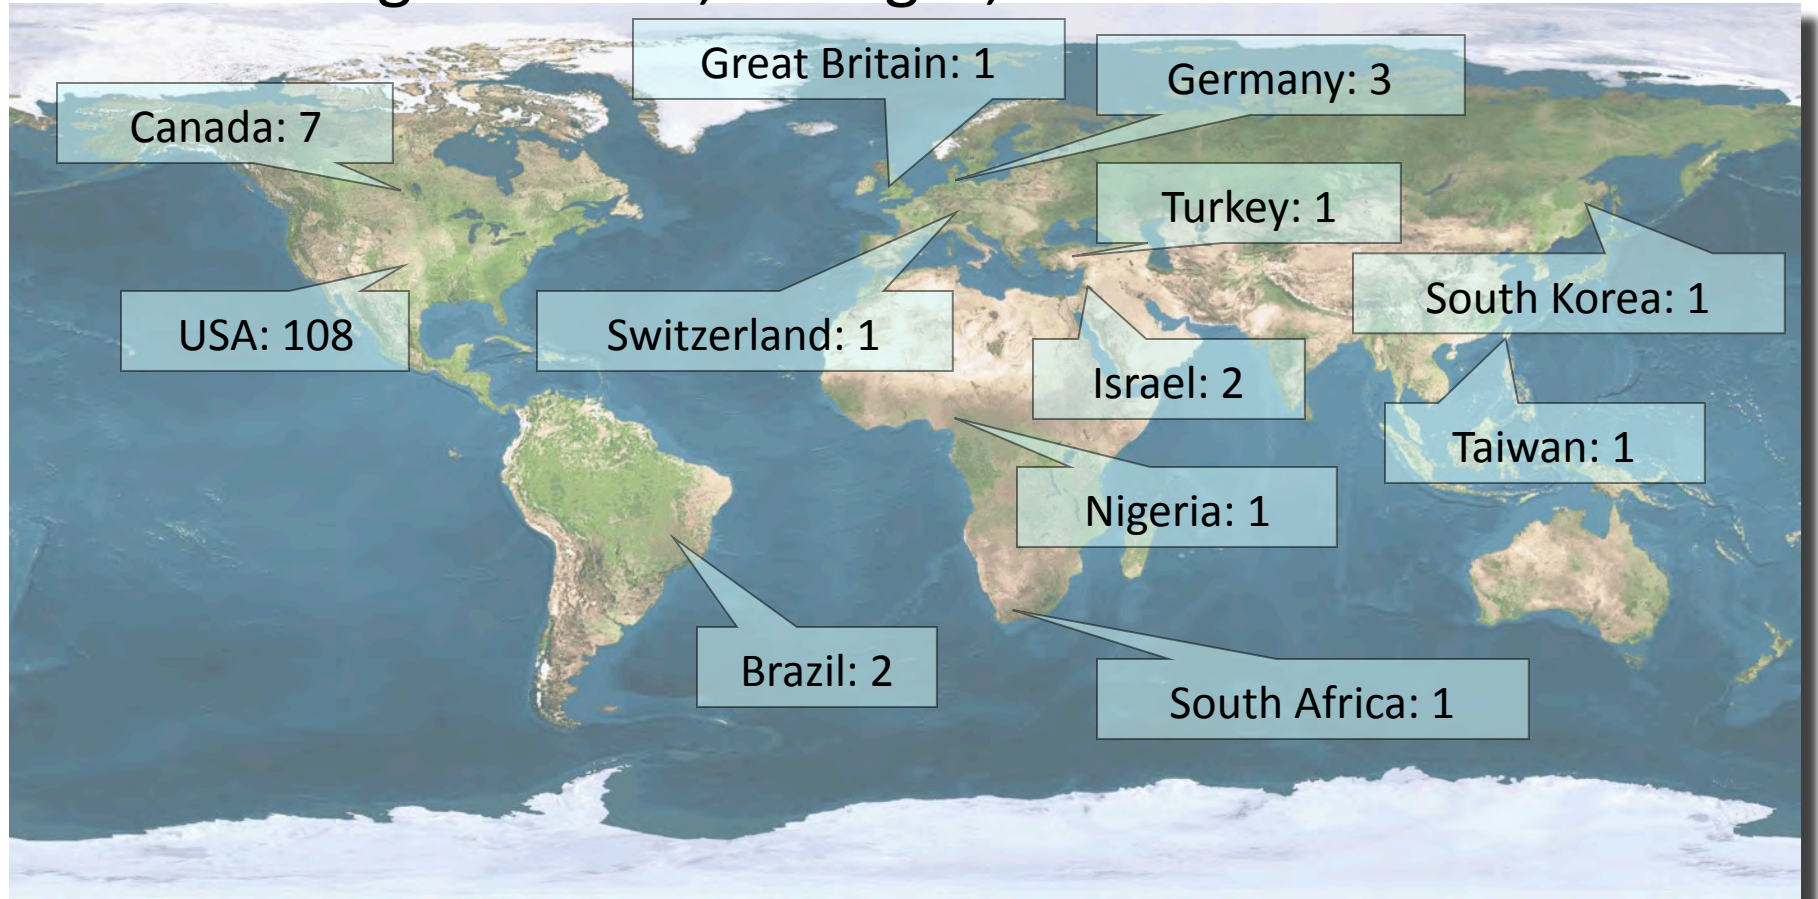 Great Britain: 1
Germany: 3
Canada: 7
Turkey: 1
South Korea: 1
USA: 108
Switzerland: 1
Israel: 2
Taiwan: 1
Nigeria: 1
Brazil: 2
South Africa: 1